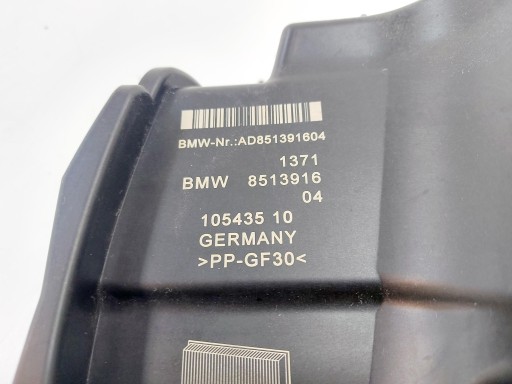 BMW-Nr.:AD851391604
1371
BMW 8513916
04
105435 10
GERMANY
>PP-GF30<